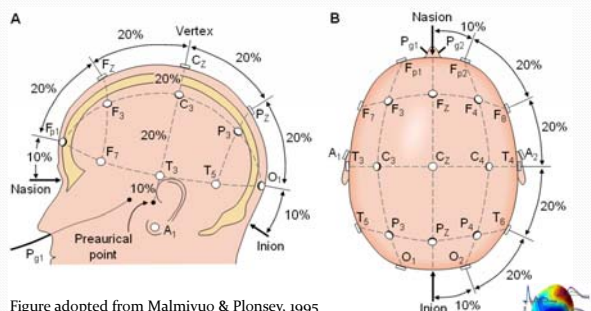 A
Vertex
20%
20%
Fz
Cz
20%
20%
20%
Fp1
F3
C3
Pz
20%
P3
20%
10%
F7
T3
T5
O1
Nasion
10%
10%
Pg1
Preaurical
point
A1
Inion
B
Nasion
Pg1
Pg2
10%
Fp1
Fp2
20%
F7
F3
Fz
F4
F8
20%
A1
T3
C3
Cz
C4
T4
A2
20%
T5
P3
Pz
P4
T6
O1
O2
20%
Inion
10%
Figure adopted from Malmivuo & Plonsey, 1995